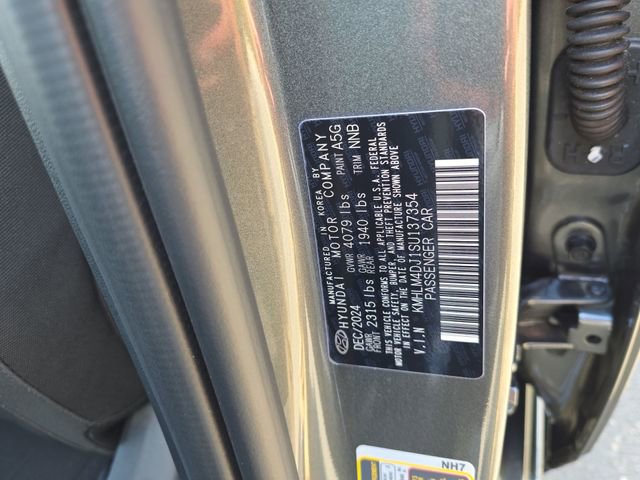 MANUFACTURED IN KOREA BY
HYUNDAI MOTOR COMPANY
DEC/2024 GVWR 4079 lbs PAINT A5G
GAWR FRONT 2315 lbs GAWR REAR 1940 lbs TRIM NNB
THIS VEHICLE CONFORMS TO ALL APPLICABLE U.S.A. FEDERAL
MOTOR VEHICLE SAFETY, BUMPER, AND THEFT PREVENTION STANDARDS
IN EFFECT ON THE DATE OF MANUFACTURE SHOWN ABOVE
V.I.N KMHLM4DJ1SU137354
PASSENGER CAR
NH7
R H